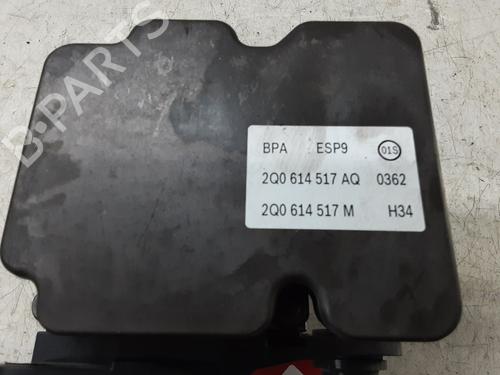 B-PARTS
BPA ESP9 01S
2Q0 614 517 AQ 0362
2Q0 614 517 M H34